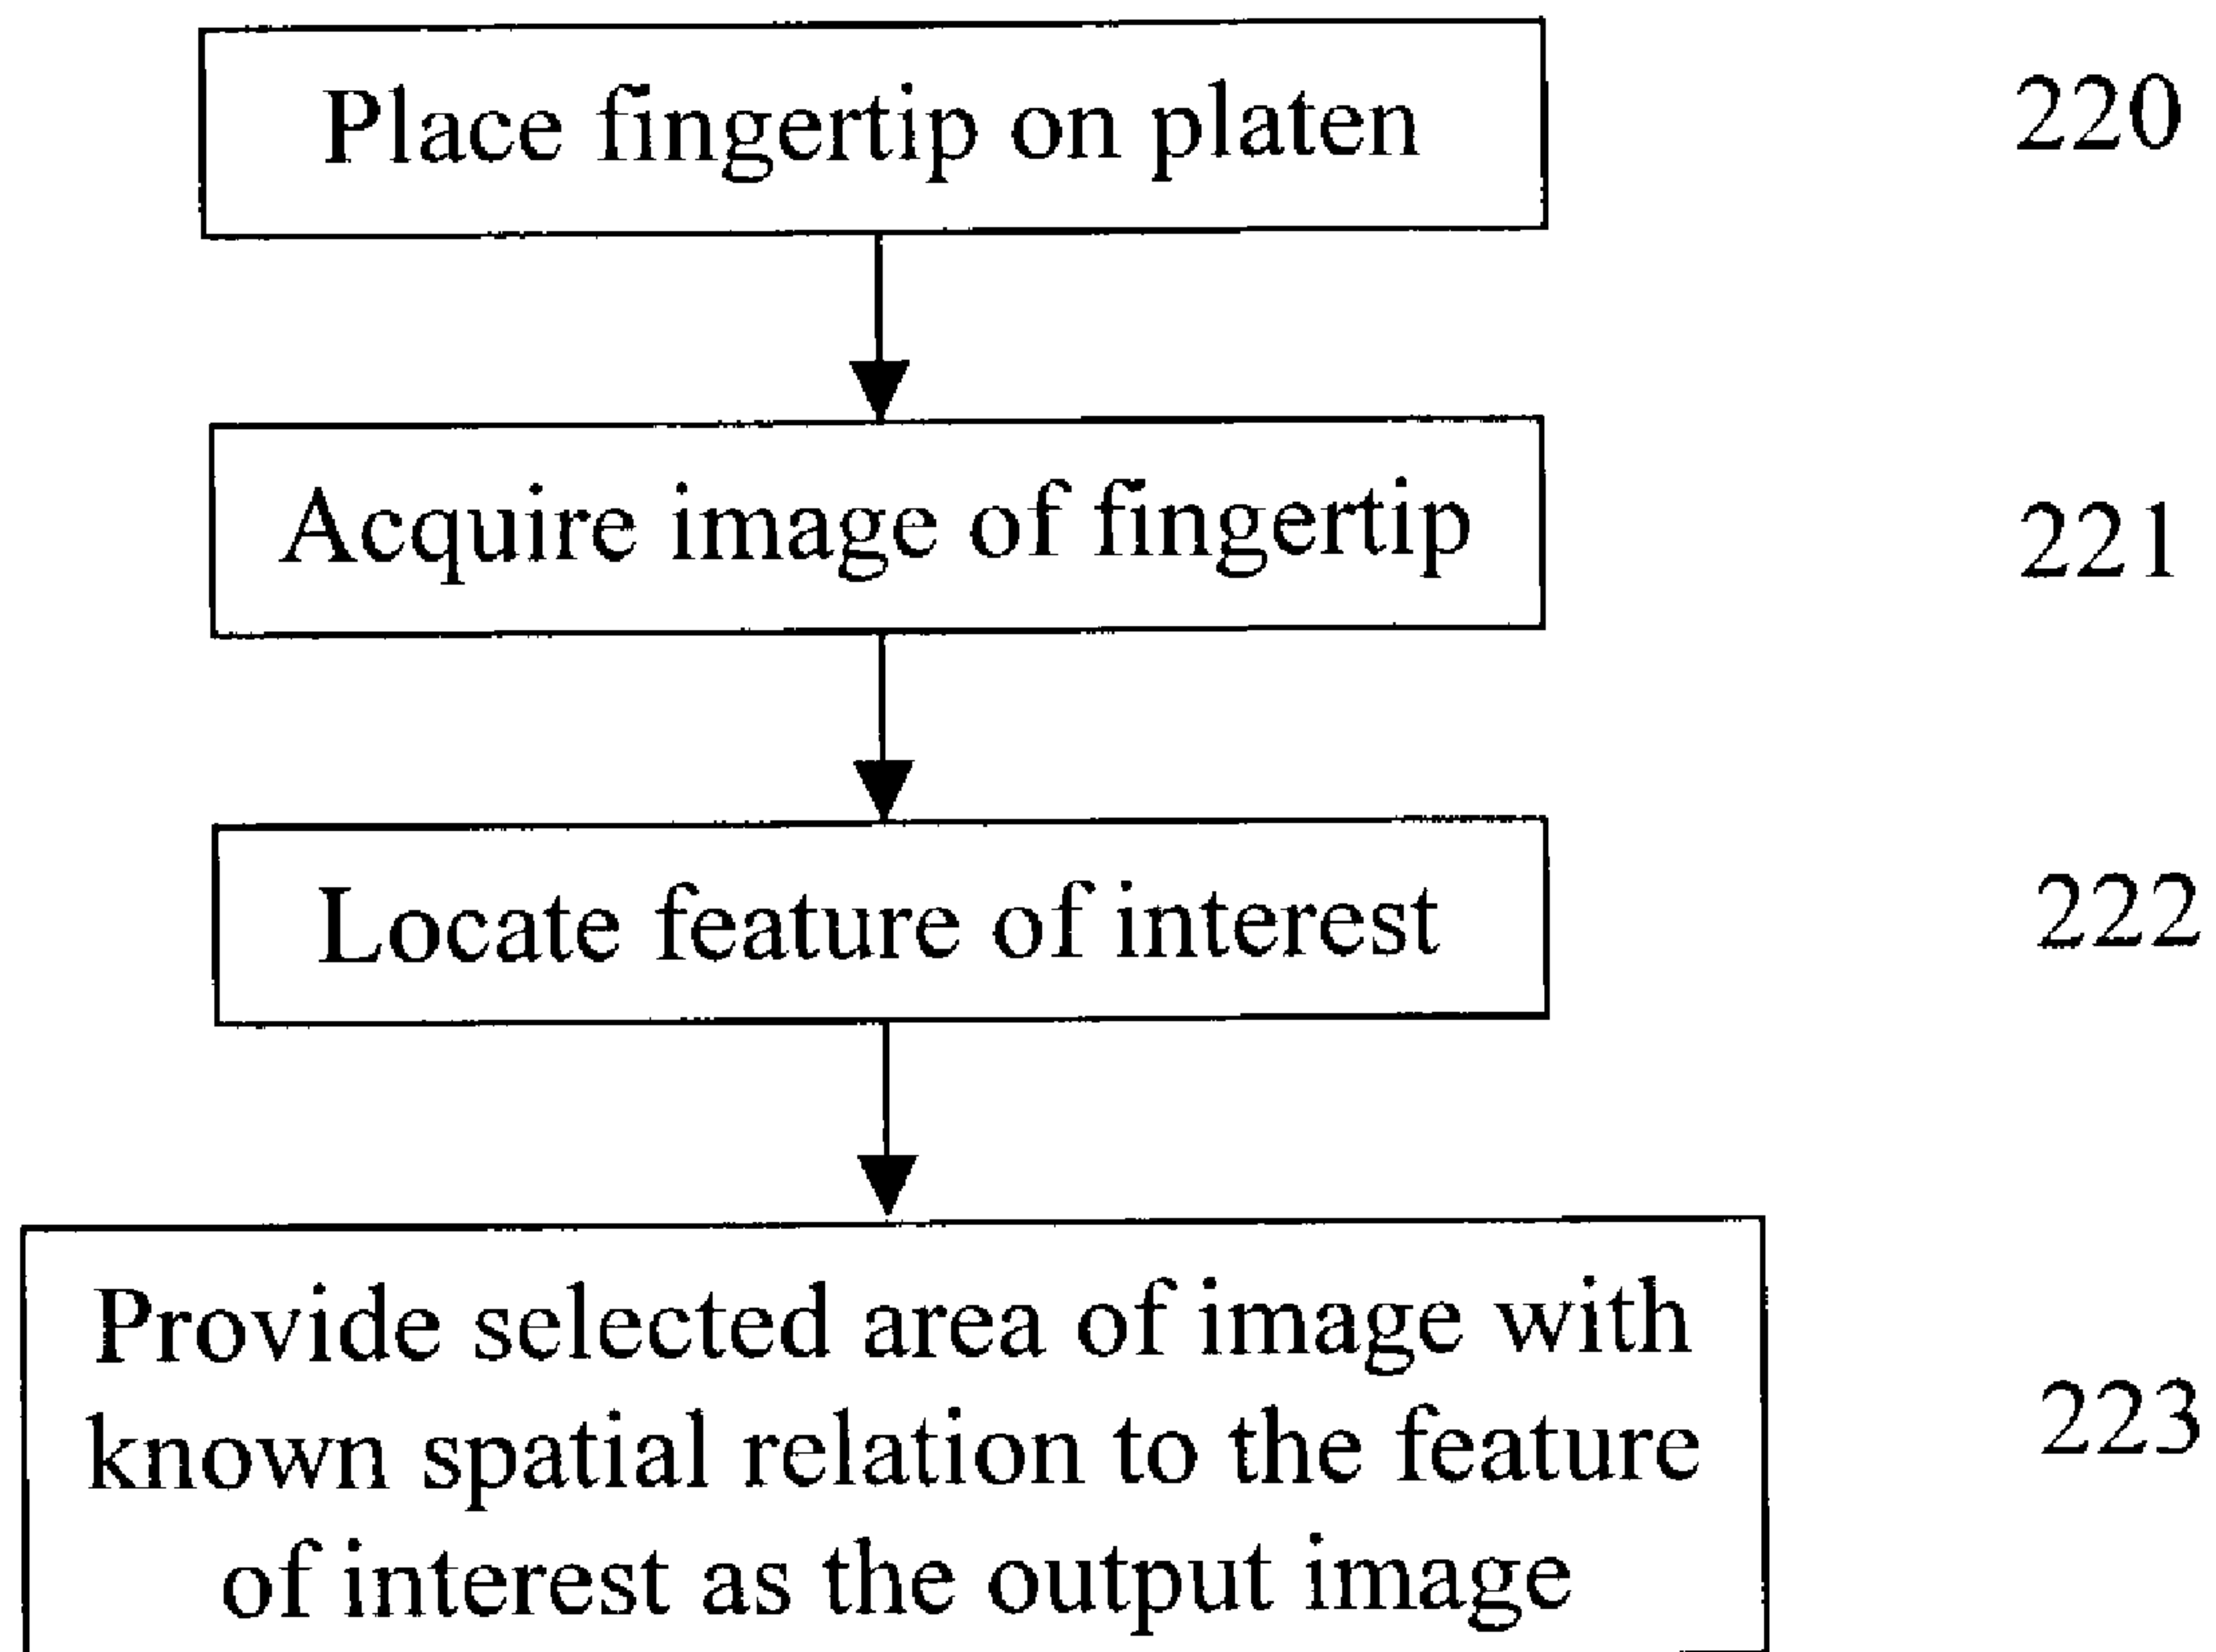 Place fingertip on platen
220
Acquire image of fingertip
221
Locate feature of interest
222
Provide selected area of image with
known spatial relation to the feature
of interest as the output image
223